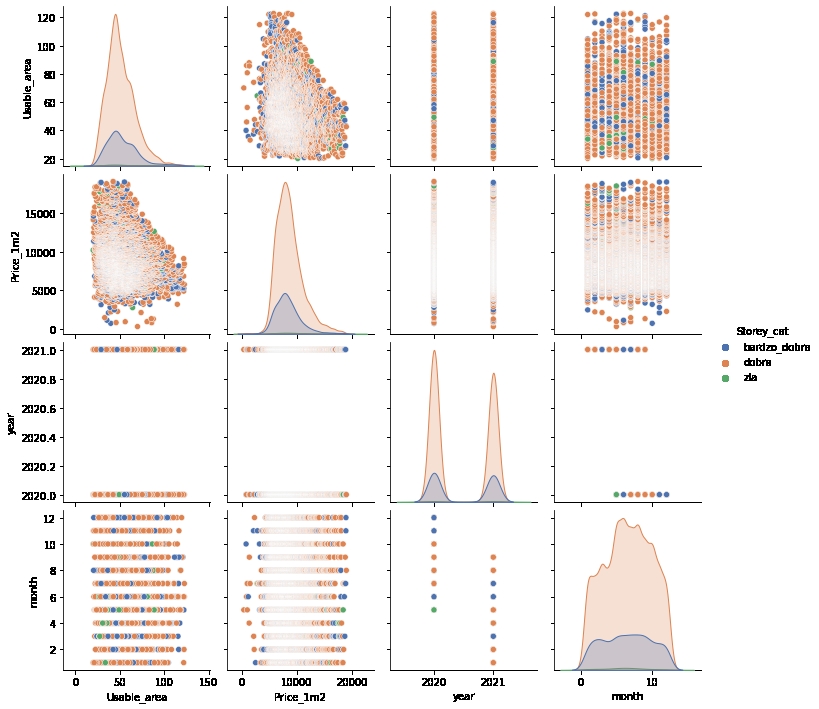 120
100
80
60
40
20
Usable_area
15000
10000
5000
0
Price_1m2
Storey_cat
bardzo_dobra
dobra
zla
2021.0
2020.8
2020.6
2020.4
2020.2
2020.0
year
12
10
8
6
4
2
month
0 50 100 150
Usable_area
0 10000 20000
Price_1m2
2020 2021
year
0 10
month